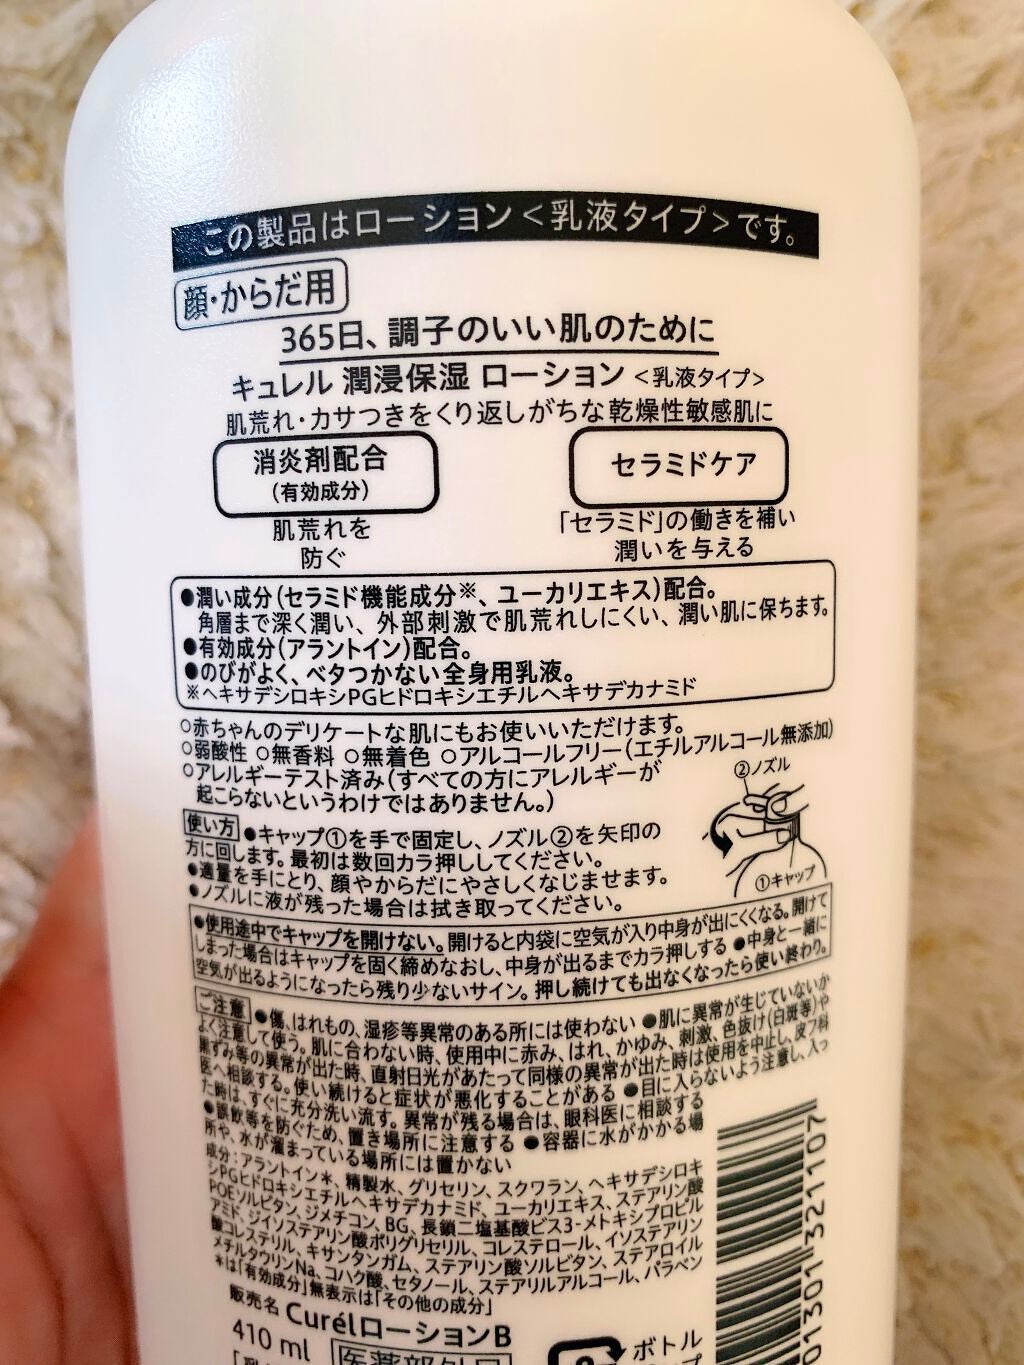 この製品はローション＜乳液タイプ＞です。
顔・からだ用
365日、調子のいい肌のために
キュレル 潤浸保湿 ローション ＜乳液タイプ＞
肌荒れ・カサつきをくり返しがちな乾燥性敏感肌に
消炎剤配合
(有効成分)
肌荒れを
防ぐ
セラミドケア
「セラミド」の働きを補い
潤いを与える
●潤い成分(セラミド機能成分※、ユーカリエキス)配合。
角層まで深く潤い、外部刺激で肌荒れしにくい、潤い肌に保ちます。
●有効成分(アラントイン)配合。
●のびがよく、ベタつかない全身用乳液。
※ヘキサデシロキシPGヒドロキシエチルヘキサデカナミド
○赤ちゃんのデリケートな肌にもお使いいただけます。
○弱酸性 ○無香料 ○無着色 ○アルコールフリー(エチルアルコール無添加)
○アレルギーテスト済み(すべての方にアレルギーが
起こらないというわけではありません。)
②ノズル
①キャップ
使い方 ●キャップ①を手で固定し、ノズル②を矢印の
方に回します。最初は数回カラ押ししてください。
●適量を手にとり、顔やからだにやさしくなじませます。
●ノズルに液が残った場合は拭き取ってください。
●使用途中でキャップを開けない。開けると内袋に空気が入り中身が出にくくなる。開けて
しまった場合はキャップを固く締めなおし、中身が出るまでカラ押しする ●中身と一緒に
空気が出るようになったら残り少ないサイン。押し続けても出なくなったら使い終わり。
ご注意 ●傷、はれもの、湿疹等異常のある所には使わない ●肌に異常が生じていないか
よく注意して使う。肌に合わない時、使用中に赤み、はれ、かゆみ、刺激、色抜け(白斑等)や
黒ずみ等の異常が出た時、直射日光があたって同様の異常が出た時は使用を中止し、皮フ科
医へ相談する。使い続けると症状が悪化することがある ●目に入らないよう注意し、入っ
た時は、すぐに充分洗い流す。異常が残る場合は、眼科医に相談する
●誤飲等を防ぐため、置き場所に注意する ●容器に水がかかる場
所や、水が溜まっている場所には置かない
成分：アラントイン＊、精製水、グリセリン、スクワラン、ヘキサデシロキ
シPGヒドロキシエチルヘキサデカナミド、ユーカリエキス、ステアリン酸
POEソルビタン、ジメチコン、BG、長鎖二塩基酸ビス3-メトキシプロピル
アミド、ジイソステアリン酸ポリグリセリル、コレステロール、イソステアリン
酸コレステリル、キサンタンガム、ステアリン酸ソルビタン、ステアロイル
メチルタウリンNa、コハク酸、セタノール、ステアリルアルコール、パラベン
＊は「有効成分」無表示は「その他の成分」
販売名 CurélローションB
410 ml
医薬部外品
ボトル
01301 321107